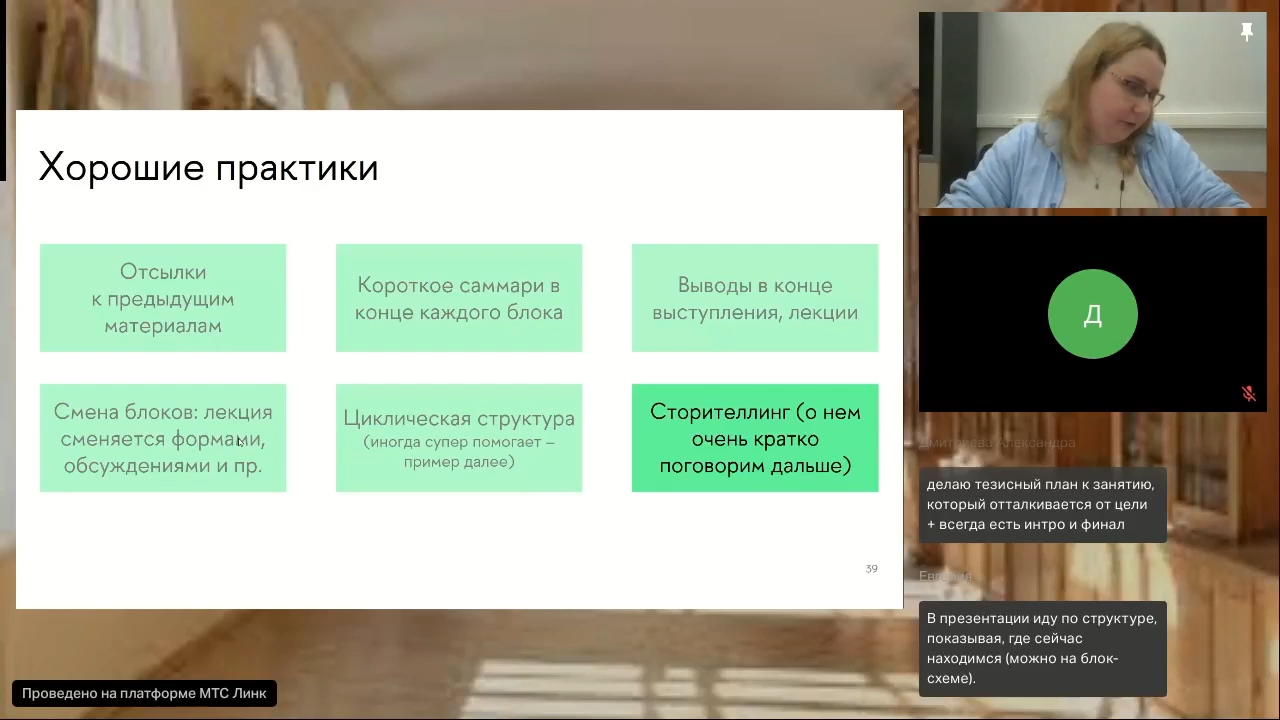 Хорошие практики
Отсылки
к предыдущим
материалам
Короткое саммари в
конце каждого блока
Выводы в конце
выступления, лекции
Смена блоков: лекция
сменяется формами,
обсуждениями и пр.
Циклическая структура
(иногда супер помогает –
пример далее)
Сторителлинг (о нем
очень кратко
поговорим дальше)
39
Д
Дмитриева Александра
делаю тезисный план к занятию,
который отталкивается от цели
+ всегда есть интро и финал
Евгения
В презентации иду по структуре,
показывая, где сейчас
находимся (можно на блок-
схеме).
Проведено на платформе МТС Линк